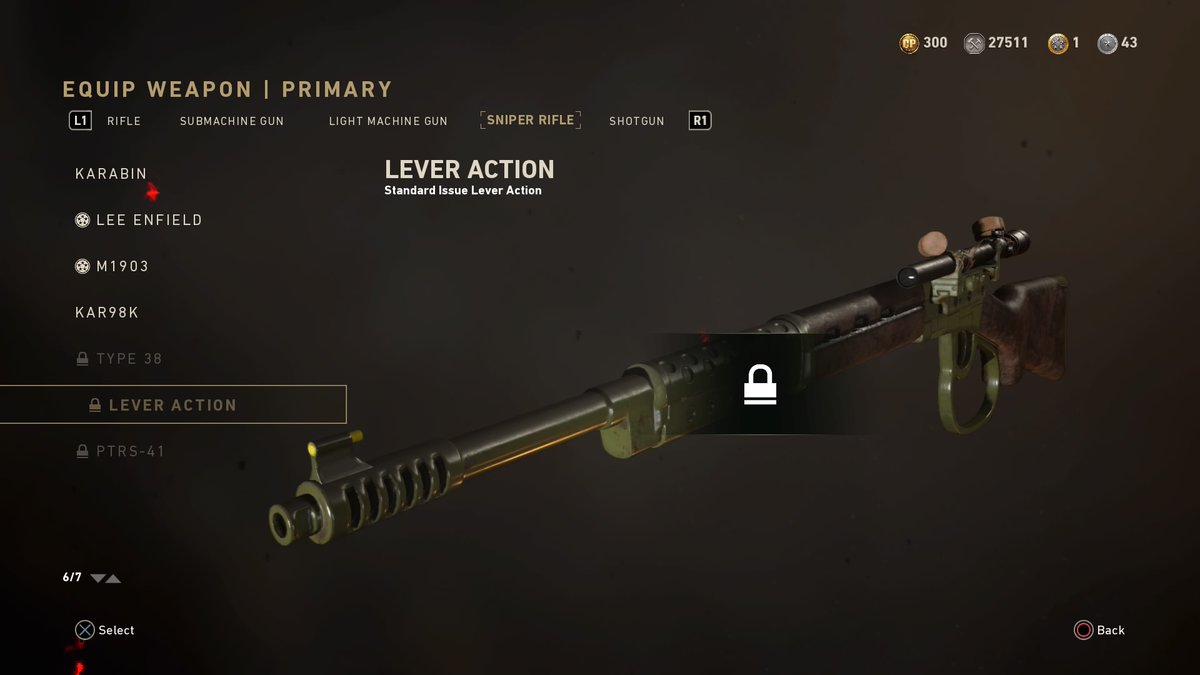 CP 300 27511 1 43
EQUIP WEAPON | PRIMARY
L1 RIFLE SUBMACHINE GUN LIGHT MACHINE GUN SNIPER RIFLE SHOTGUN R1
LEVER ACTION
Standard Issue Lever Action
KARABIN
LEE ENFIELD
M1903
KAR98K
TYPE 38
LEVER ACTION
PTRS-41
6/7
Select
Back